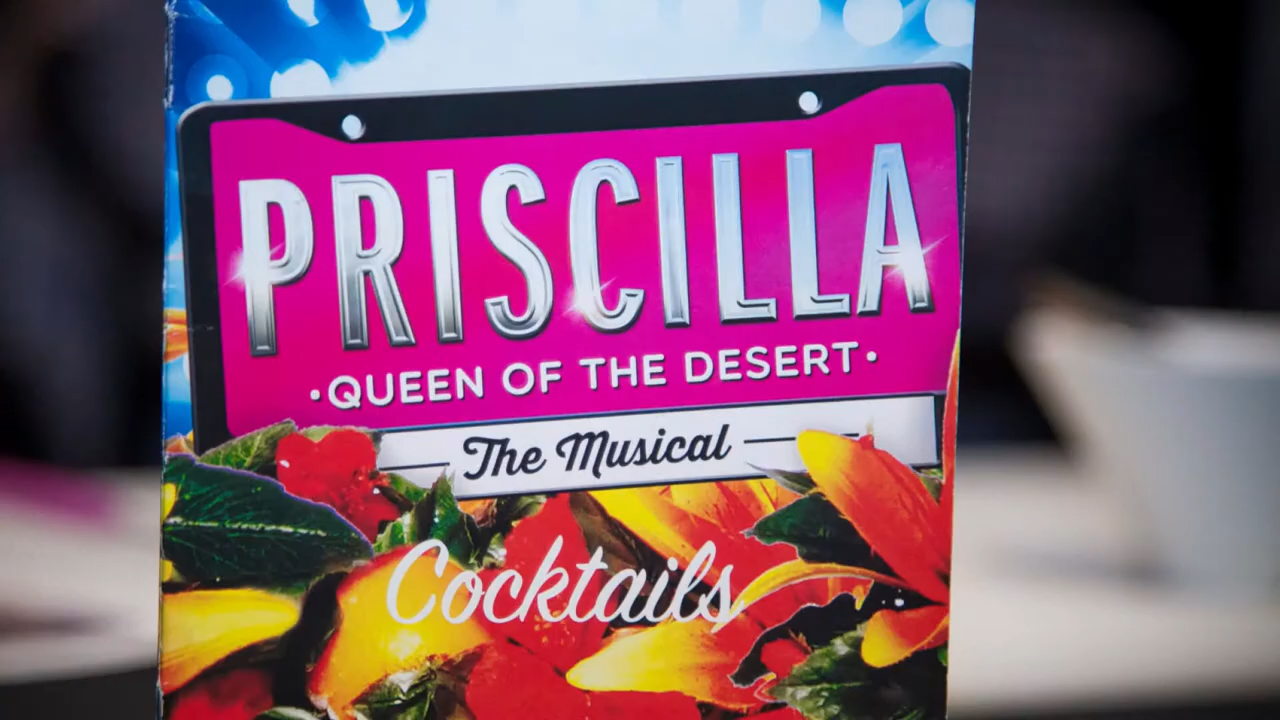 PRISCILLA
·QUEEN OF THE DESERT·
The Musical
Cocktails